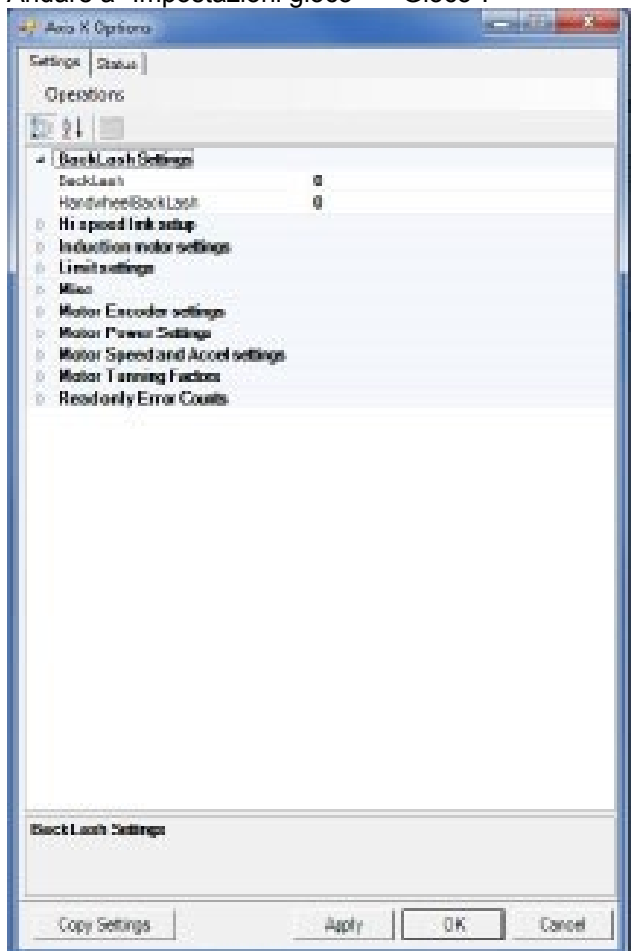 Andare a "Impostazioni gioco" – "Gioco".
Axis X Options
Settings Status
Operations
BackLash Settings
BackLash 0
HandwheelBackLash 0
Hi speed link setup
Induction motor settings
Limit settings
Misc
Motor Encoder settings
Motor Power Settings
Motor Speed and Accel settings
Motor Tunning Factors
Readonly Error Counts
BackLash Settings
Copy Settings Apply OK Cancel